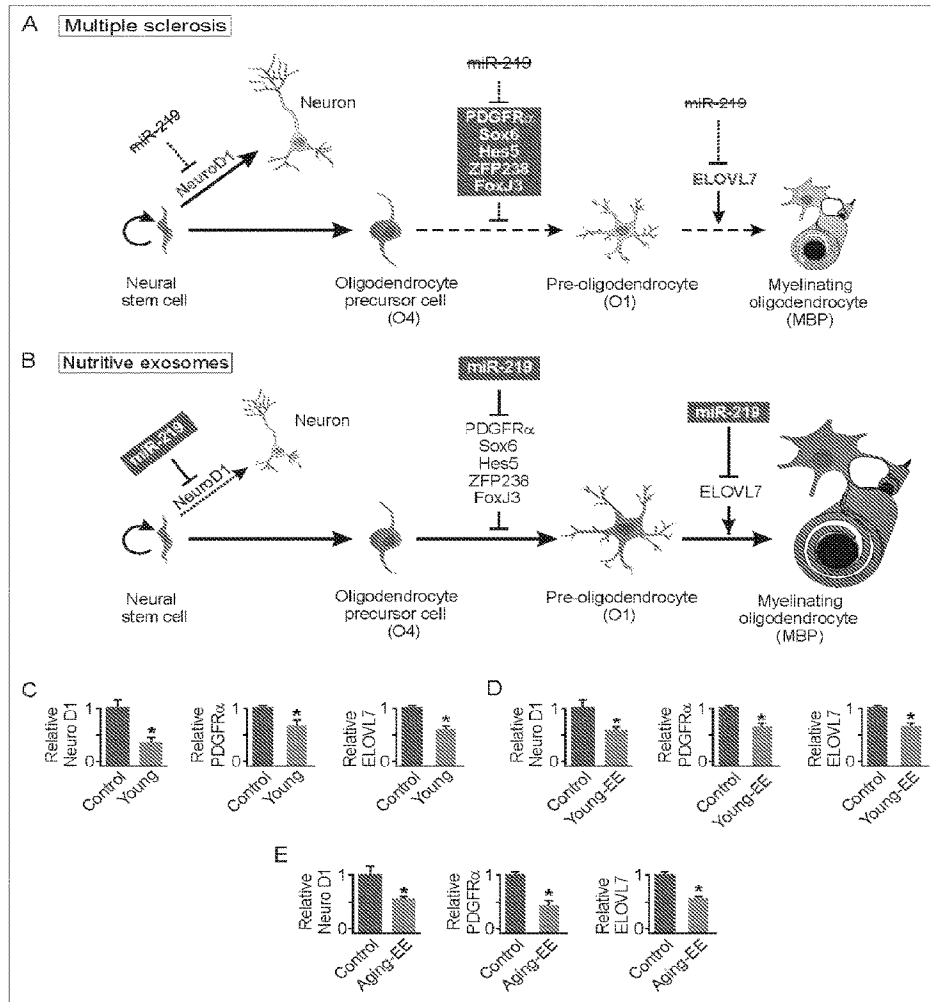 A Multiple sclerosis
miR-219
Neuron
miR-219
NeuroD1
PDGFRα
Sox6
Hes5
ZFP238
FoxJ3
miR-219
ELOVL7
Neural
stem cell
Oligodendrocyte
precursor cell
(O4)
Pre-oligodendrocyte
(O1)
Myelinating
oligodendrocyte
(MBP)
B Nutritive exosomes
miR-219
Neuron
miR-219
NeuroD1
PDGFRα
Sox6
Hes5
ZFP238
FoxJ3
miR-219
ELOVL7
Neural
stem cell
Oligodendrocyte
precursor cell
(O4)
Pre-oligodendrocyte
(O1)
Myelinating
oligodendrocyte
(MBP)
C
Relative
Neuro D1
1
0
*
Control
Young
Relative
PDGFRα
1
0
*
Control
Young
Relative
ELOVL7
1
0
*
Control
Young
D
Relative
Neuro D1
1
0
*
Control
Young-EE
Relative
PDGFRα
1
0
*
Control
Young-EE
Relative
ELOVL7
1
0
*
Control
Young-EE
E
Relative
Neuro D1
1
0
*
Control
Aging-EE
Relative
PDGFRα
1
0
*
Control
Aging-EE
Relative
ELOVL7
1
0
*
Control
Aging-EE